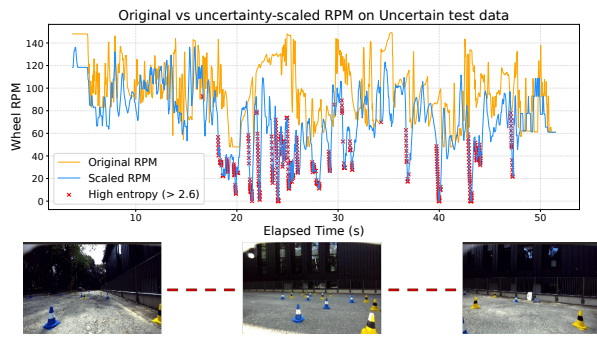 Original vs uncertainty-scaled RPM on Uncertain test data
Wheel RPM
140
120
100
80
60
40
20
0
Original RPM
Scaled RPM
High entropy (> 2.6)
10
20
30
40
50
Elapsed Time (s)